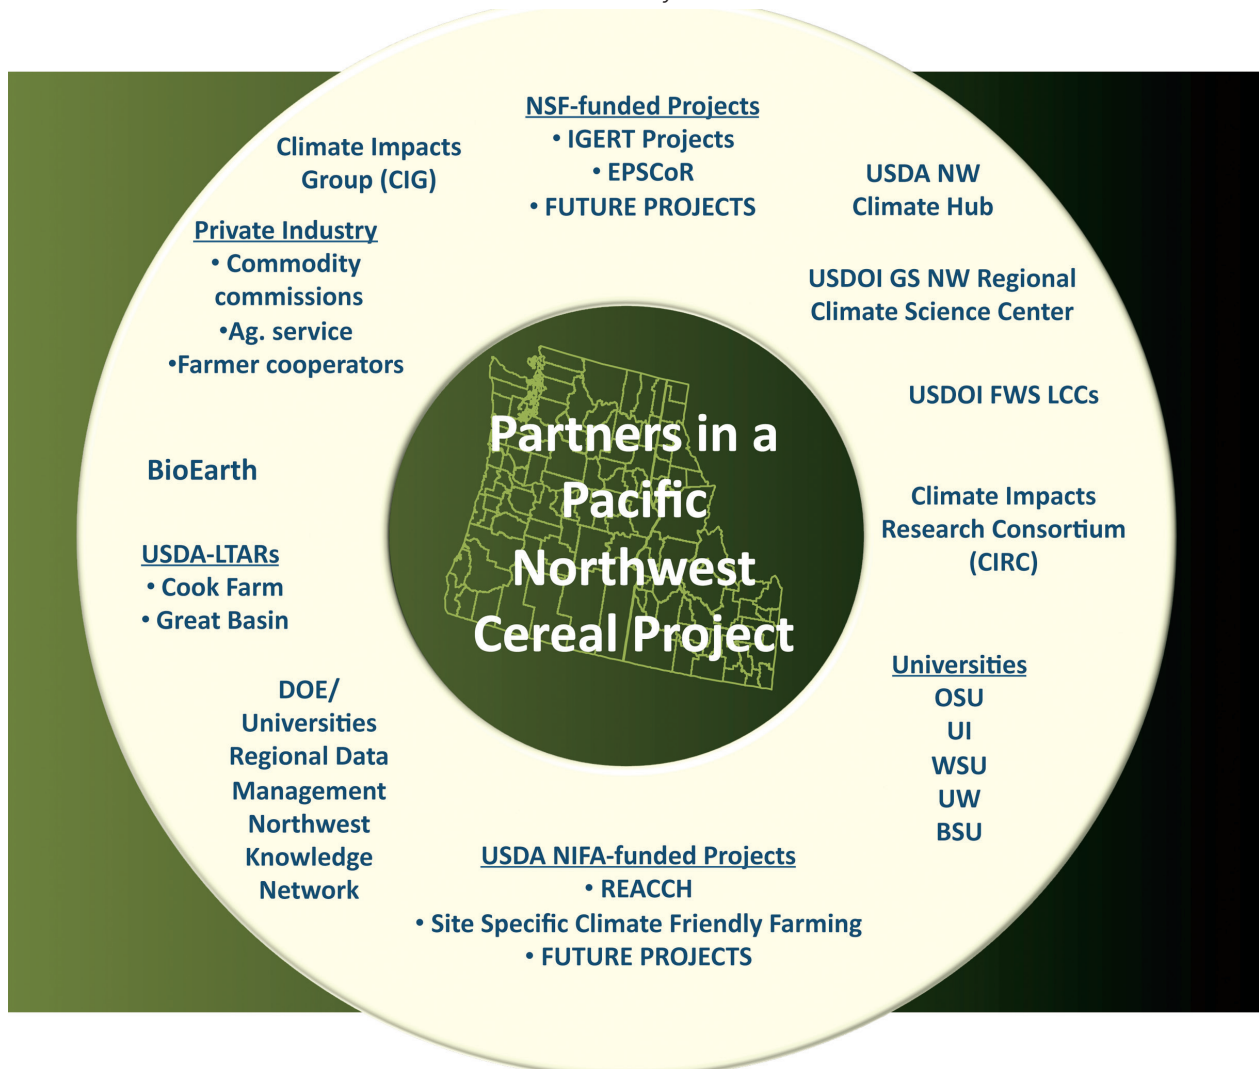 NSF-funded Projects
• IGERT Projects
• EPSCoR
• FUTURE PROJECTS
Climate Impacts
Group (CIG)
USDA NW
Climate Hub
Private Industry
• Commodity
commissions
•Ag. service
•Farmer cooperators
USDOI GS NW Regional
Climate Science Center
USDOI FWS LCCs
BioEarth
Climate Impacts
Research Consortium
(CIRC)
Partners in a
Pacific
Northwest
Cereal Project
USDA-LTARs
• Cook Farm
• Great Basin
Universities
OSU
UI
WSU
UW
BSU
DOE/
Universities
Regional Data
Management
Northwest
Knowledge
Network
USDA NIFA-funded Projects
• REACCH
• Site Specific Climate Friendly Farming
• FUTURE PROJECTS